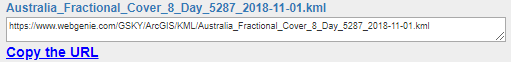 Australia_Fractional_Cover_8_Day_5287_2018-11-01.kml
https://www.webgenie.com/GSKY/ArcGIS/KML/Australia_Fractional_Cover_8_Day_5287_2018-11-01.kml
Copy the URL